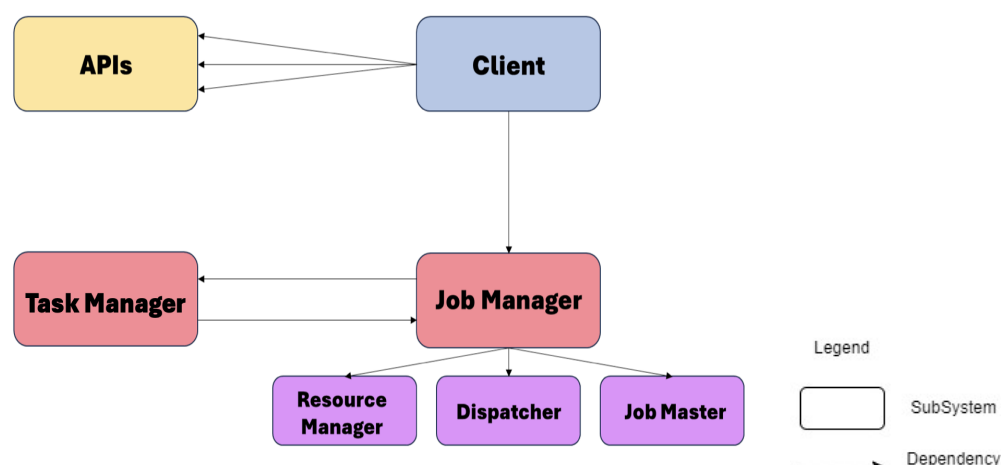 APIs
Client
Task Manager
Job Manager
Resource
Manager
Dispatcher
Job Master
Legend
SubSystem
Dependency